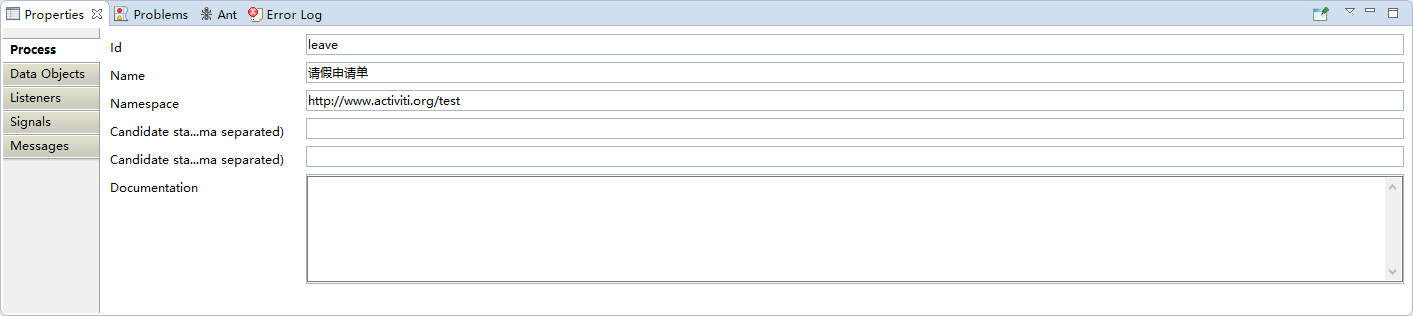 Properties Problems Ant Error Log
Process
Data Objects
Listeners
Signals
Messages
Id leave
Name 请假申请单
Namespace http://www.activiti.org/test
Candidate sta...ma separated)
Candidate sta...ma separated)
Documentation